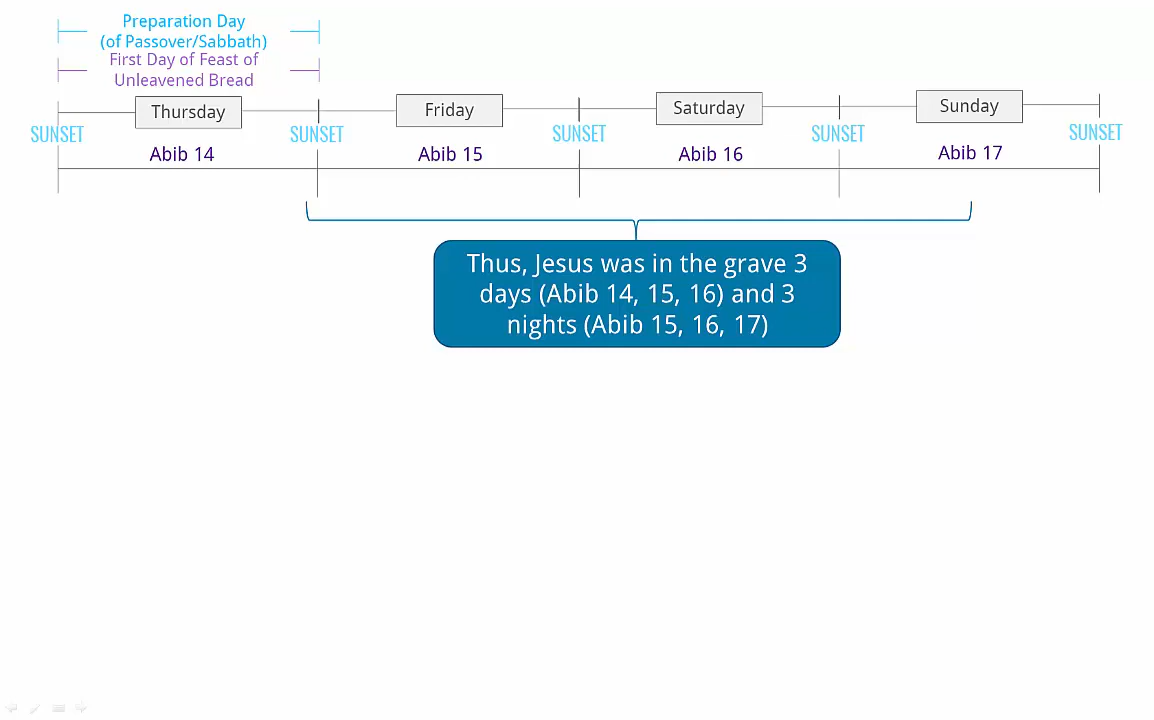 Preparation Day
(of Passover/Sabbath)
First Day of Feast of
Unleavened Bread
Thursday
Friday
Saturday
Sunday
SUNSET
SUNSET
SUNSET
SUNSET
SUNSET
Abib 14
Abib 15
Abib 16
Abib 17
Thus, Jesus was in the grave 3
days (Abib 14, 15, 16) and 3
nights (Abib 15, 16, 17)